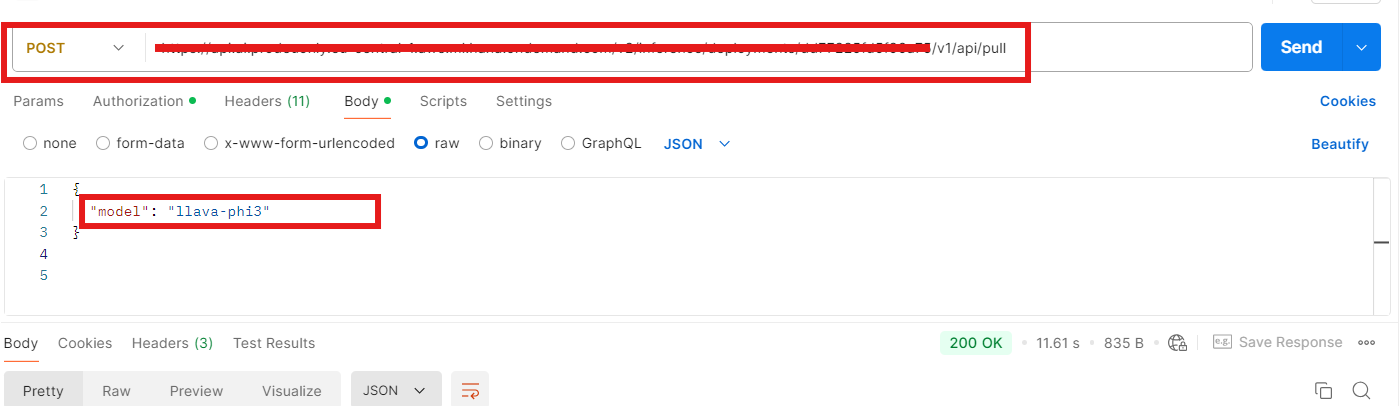 POST /v1/api/pull Send
Params Authorization Headers (11) Body Scripts Settings Cookies
none form-data x-www-form-urlencoded raw binary GraphQL JSON Beautify
1 {
2 "model": "llava-phi3"
3 }
4
5
Body Cookies Headers (3) Test Results 200 OK 11.61 s 835 B e.g. Save Response
Pretty Raw Preview Visualize JSON